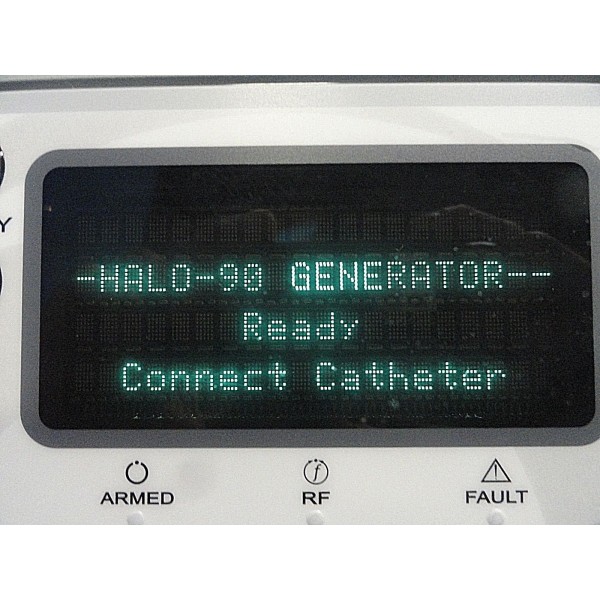 -HALO-90 GENERATOR--
Ready
Connect Catheter
ARMED
RF
FAULT